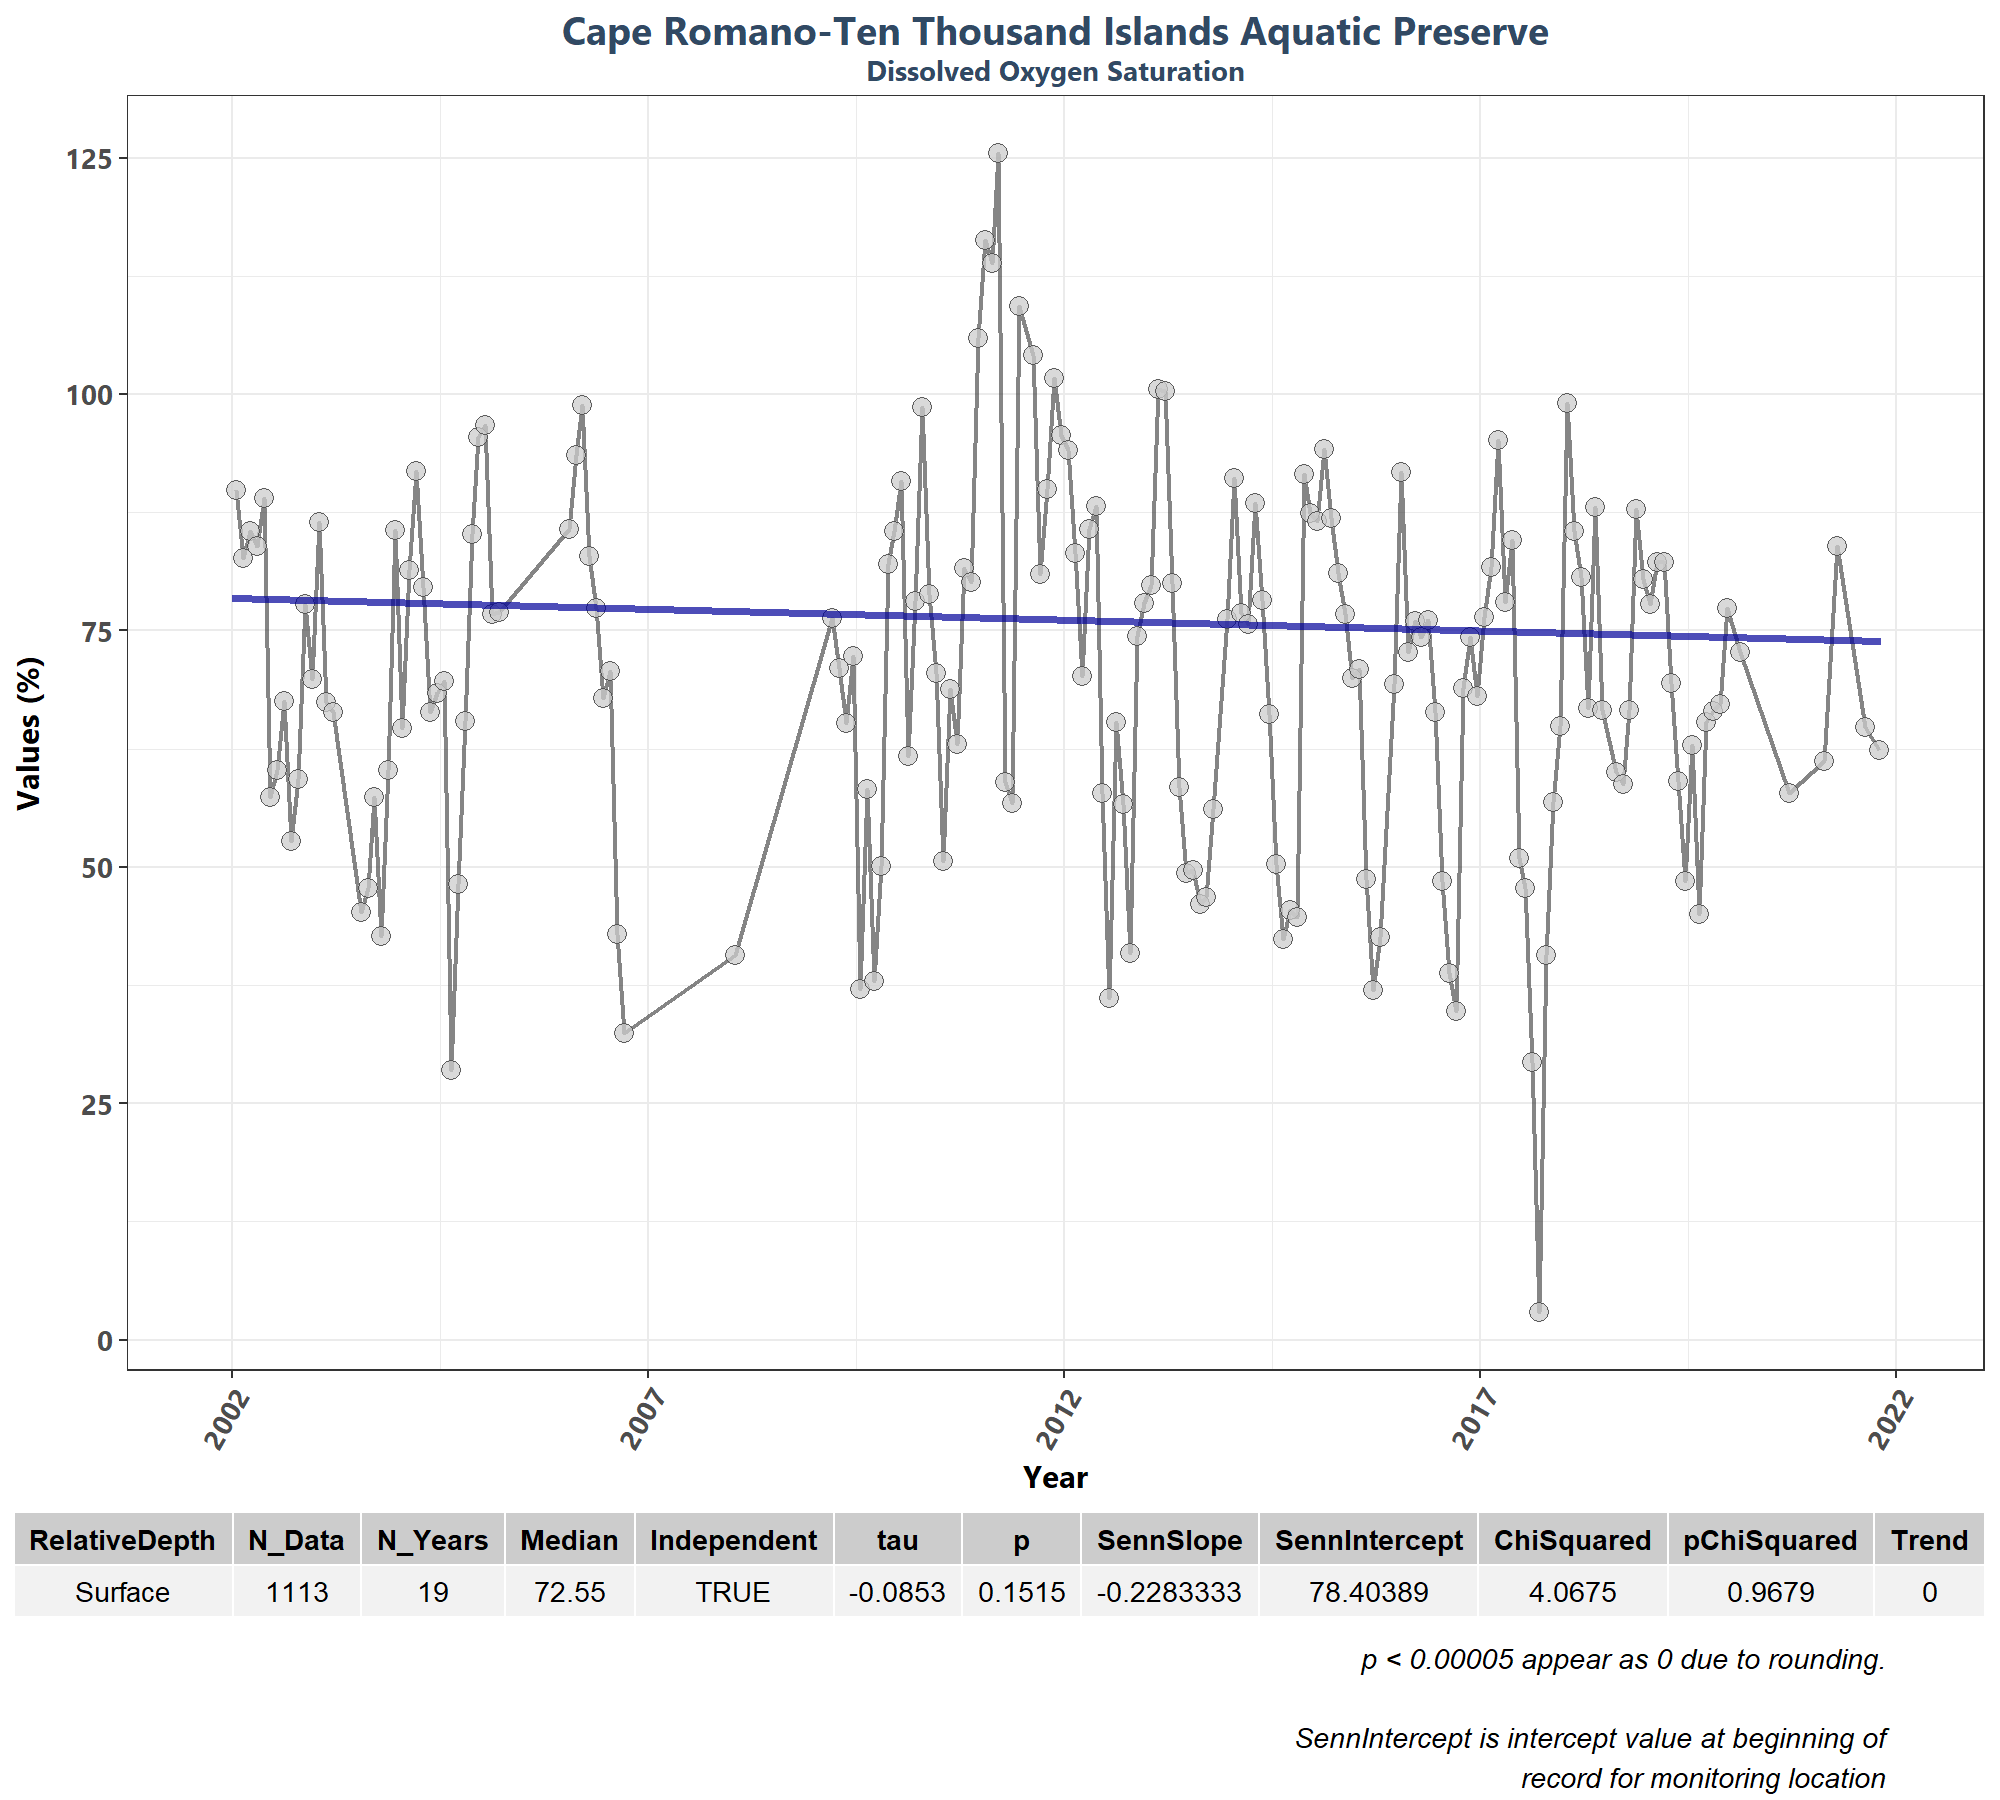 Cape Romano-Ten Thousand Islands Aquatic Preserve
Dissolved Oxygen Saturation
125
100
75
50
25
0
Values (%)
2002
2007
2012
2017
2022
Year
RelativeDepth N_Data N_Years Median Independent tau p SennSlope SennIntercept ChiSquared pChiSquared Trend
Surface 1113 19 72.55 TRUE -0.0853 0.1515 -0.2283333 78.40389 4.0675 0.9679 0
p < 0.00005 appear as 0 due to rounding.
SennIntercept is intercept value at beginning of
record for monitoring location